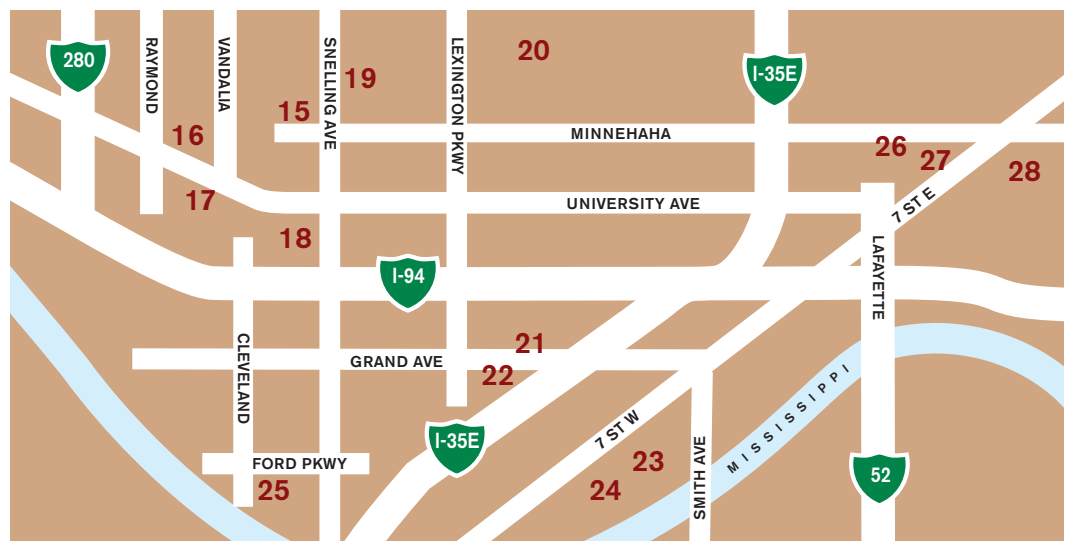 280
RAYMOND
VANDALIA
SNELLING AVE
LEXINGTON PKWY
20
I-35E
19
15
16
MINNEHAHA
26
27
28
17
UNIVERSITY AVE
7 ST E
18
LAFAYETTE
I-94
CLEVELAND
21
GRAND AVE
22
MISSISSIPPI
7 ST W
I-35E
SMITH AVE
23
FORD PKWY
52
25
24